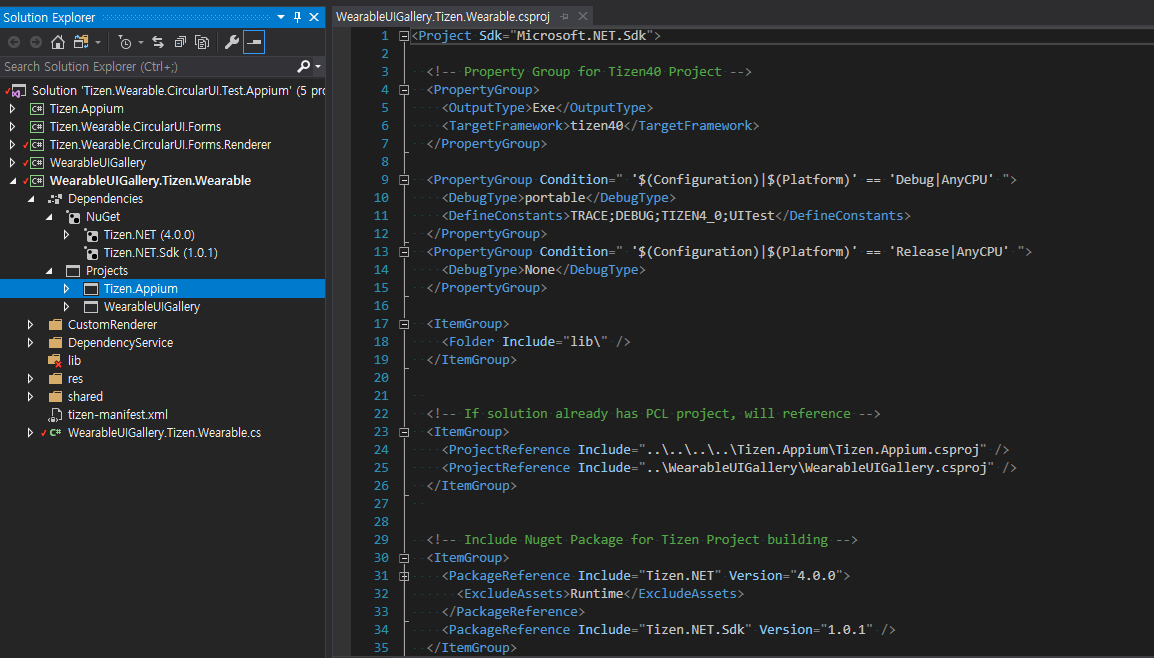 Solution Explorer
Search Solution Explorer (Ctrl+;)
Solution 'Tizen.Wearable.CircularUI.Test.Appium' (5 pro
C# Tizen.Appium
C# Tizen.Wearable.CircularUI.Forms
C# Tizen.Wearable.CircularUI.Forms.Renderer
C# WearableUIGallery
C# WearableUIGallery.Tizen.Wearable
Dependencies
NuGet
Tizen.NET (4.0.0)
Tizen.NET.Sdk (1.0.1)
Projects
Tizen.Appium
WearableUIGallery
CustomRenderer
DependencyService
lib
res
shared
tizen-manifest.xml
C# WearableUIGallery.Tizen.Wearable.cs
WearableUIGallery.Tizen.Wearable.csproj
1 <Project Sdk="Microsoft.NET.Sdk">
2
3 <!-- Property Group for Tizen40 Project -->
4 <PropertyGroup>
5 <OutputType>Exe</OutputType>
6 <TargetFramework>tizen40</TargetFramework>
7 </PropertyGroup>
8
9 <PropertyGroup Condition=" '$(Configuration)|$(Platform)' == 'Debug|AnyCPU' ">
10 <DebugType>portable</DebugType>
11 <DefineConstants>TRACE;DEBUG;TIZEN4_0;UITest</DefineConstants>
12 </PropertyGroup>
13 <PropertyGroup Condition=" '$(Configuration)|$(Platform)' == 'Release|AnyCPU' ">
14 <DebugType>None</DebugType>
15 </PropertyGroup>
16
17 <ItemGroup>
18 <Folder Include="lib\" />
19 </ItemGroup>
20
21
22 <!-- If solution already has PCL project, will reference -->
23 <ItemGroup>
24 <ProjectReference Include="..\..\..\..\Tizen.Appium\Tizen.Appium.csproj" />
25 <ProjectReference Include="..\WearableUIGallery\WearableUIGallery.csproj" />
26 </ItemGroup>
27
28
29 <!-- Include Nuget Package for Tizen Project building -->
30 <ItemGroup>
31 <PackageReference Include="Tizen.NET" Version="4.0.0">
32 <ExcludeAssets>Runtime</ExcludeAssets>
33 </PackageReference>
34 <PackageReference Include="Tizen.NET.Sdk" Version="1.0.1" />
35 </ItemGroup>